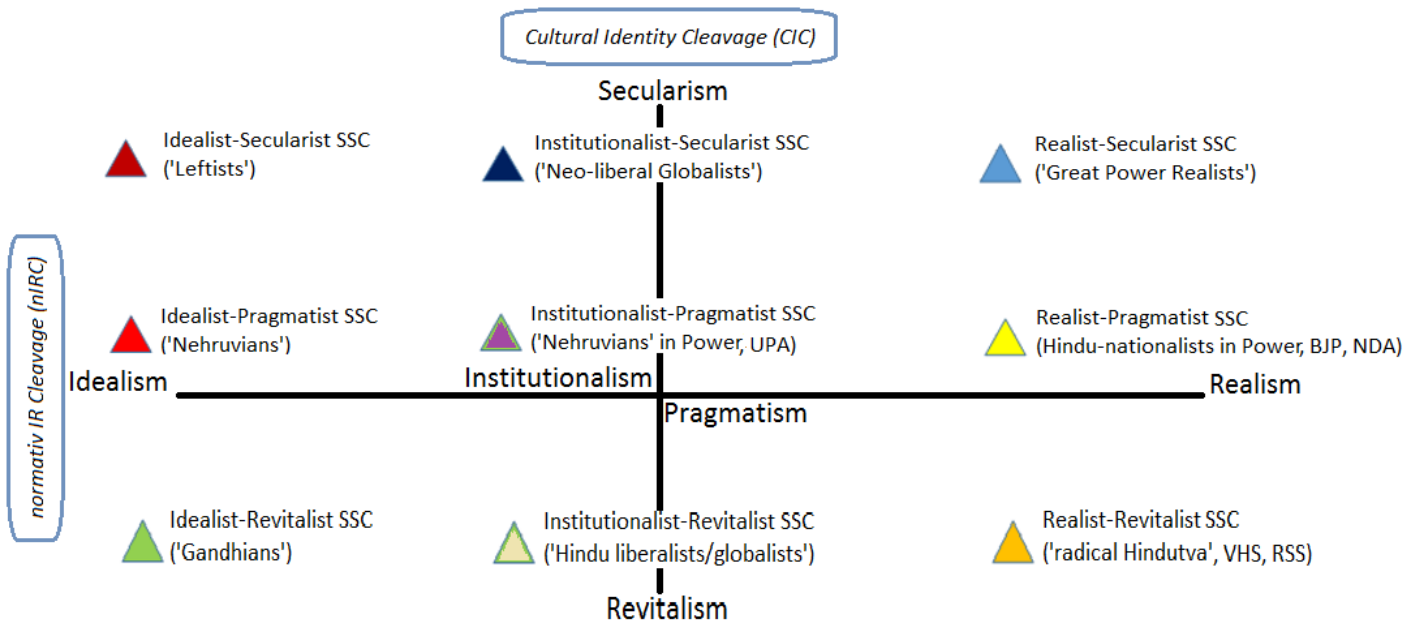 Cultural Identity Cleavage (CIC)
Secularism
Idealist-Secularist SSC
('Leftists')
Institutionalist-Secularist SSC
('Neo-liberal Globalists')
Realist-Secularist SSC
('Great Power Realists')
normativ IR Cleavage (nIRC)
Idealist-Pragmatist SSC
('Nehruvians')
Institutionalist-Pragmatist SSC
('Nehruvians' in Power, UPA)
Realist-Pragmatist SSC
(Hindu-nationalists in Power, BJP, NDA)
Idealism
Institutionalism
Realism
Pragmatism
Idealist-Revitalist SSC
('Gandhians')
Institutionalist-Revitalist SSC
('Hindu liberalists/globalists')
Realist-Revitalist SSC
('radical Hindutva', VHS, RSS)
Revitalism